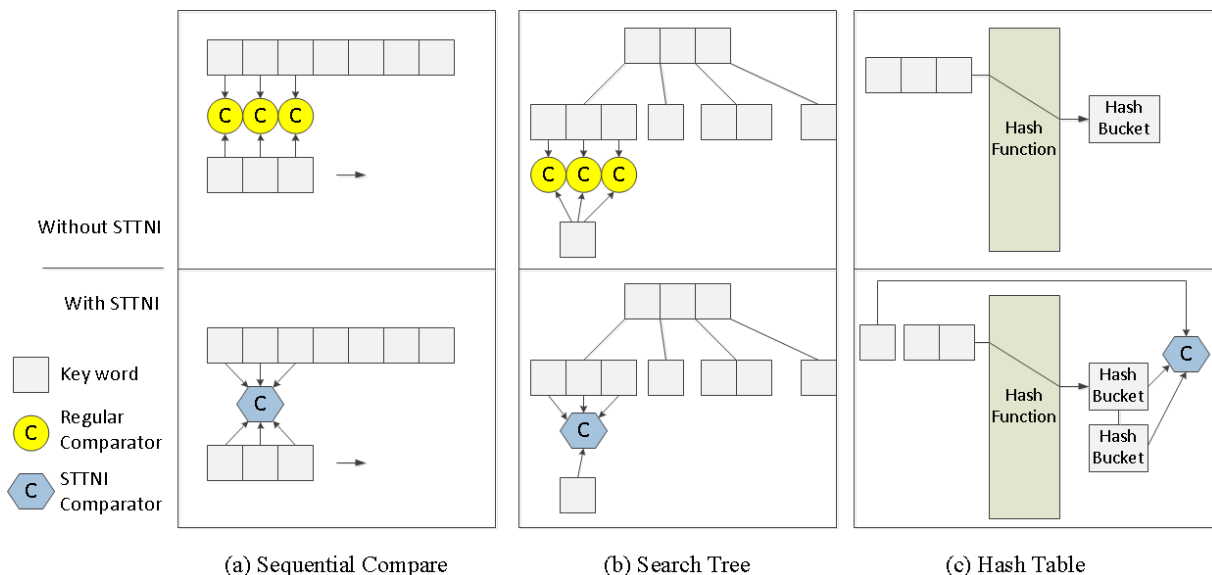 Without STTNI
With STTNI
Key word
C
Regular
Comparator
C
STTNI
Comparator
C C C
C
(a) Sequential Compare
C C C
C
(b) Search Tree
Hash
Function
Hash
Bucket
Hash
Function
Hash
Bucket
Hash
Bucket
C
(c) Hash Table